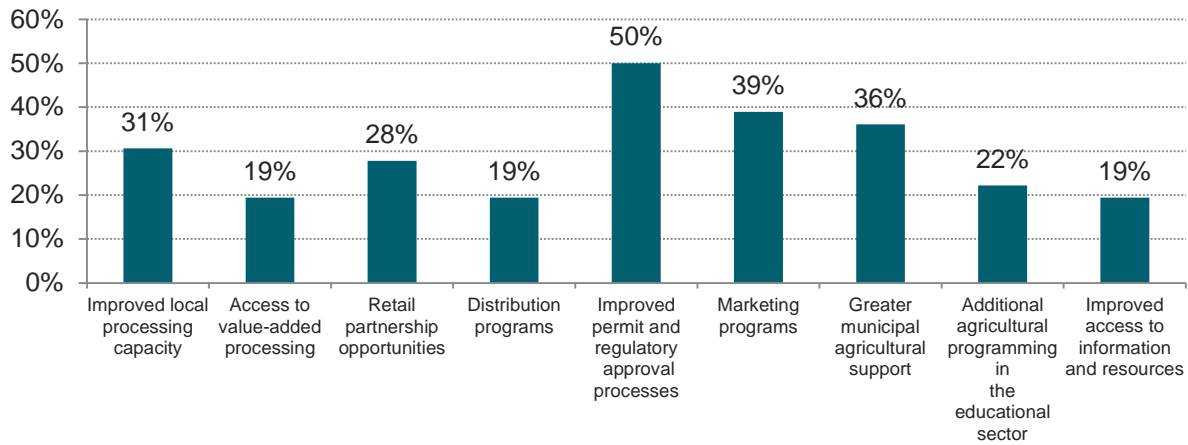 60%
50%
40%
30%
20%
10%
0%
31%
19%
28%
19%
50%
39%
36%
22%
19%
Improved local
processing
capacity
Access to
value-added
processing
Retail
partnership
opportunities
Distribution
programs
Improved
permit and
regulatory
approval
processes
Marketing
programs
Greater
municipal
agricultural
support
Additional
agricultural
programming
in
the
educational
sector
Improved
access to
information
and resources